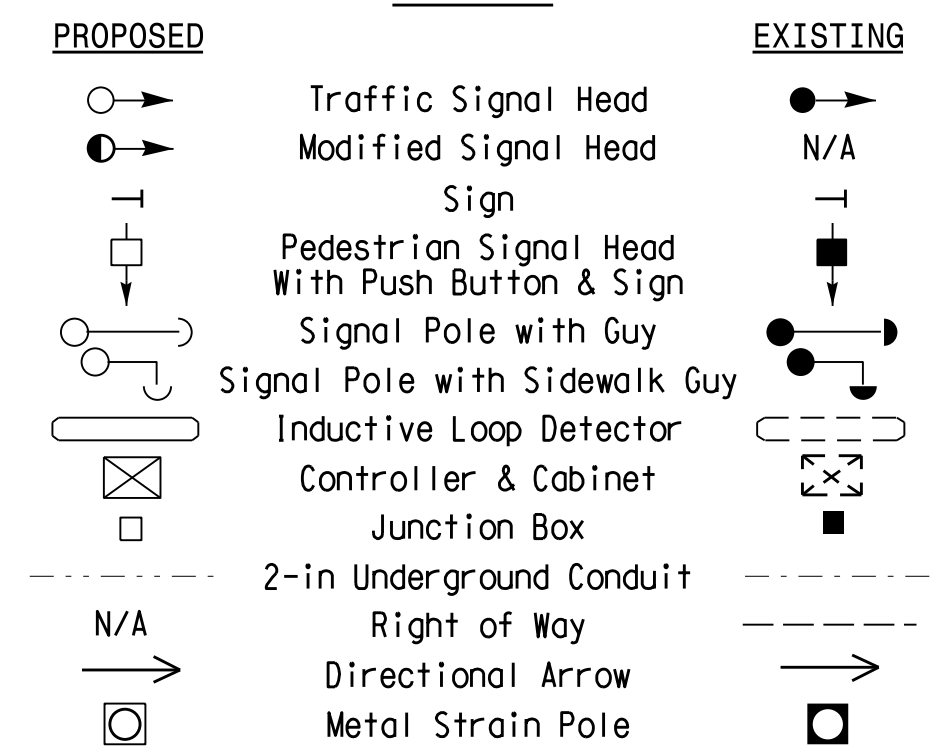 PROPOSED EXISTING
Traffic Signal Head
Modified Signal Head N/A
Sign
Pedestrian Signal Head
With Push Button & Sign
Signal Pole with Guy
Signal Pole with Sidewalk Guy
Inductive Loop Detector
Controller & Cabinet
Junction Box
2-in Underground Conduit
N/A Right of Way
Directional Arrow
Metal Strain Pole